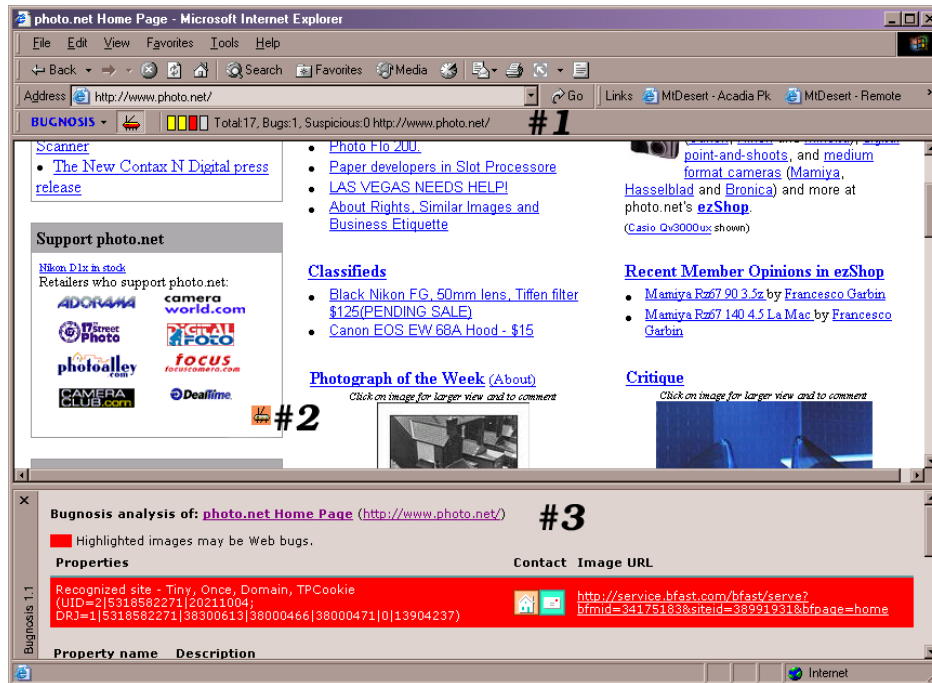 photo.net Home Page - Microsoft Internet Explorer
File Edit View Favorites Tools Help
Back Search Favorites Media
Address http://www.photo.net/ Go Links MtDesert - Acadia Pk MtDesert - Remote
BUGNOSIS Total:17, Bugs:1, Suspicious:0 http://www.photo.net/ #1
Scanner
The New Contax N Digital press
release
Support photo.net
Nikon D1x in stock
Retailers who support photo.net:
ADORAMA camera
world.com
17 Street
Photo DIGITAL
FOTO
photoalley
.com focus
focuscamera.com
CAMERA
CLUB.com DealTime
#2
Photo Flo 200.
Paper developers in Slot Processore
LAS VEGAS NEEDS HELP!
About Rights, Similar Images and
Business Etiquette
Classifieds
Black Nikon FG, 50mm lens, Tiffen filter
$125(PENDING SALE)
Canon EOS EW 68A Hood - $15
Photograph of the Week (About)
Click on image for larger view and to comment
point-and-shoots, and medium
format cameras (Mamiya,
Hasselblad and Bronica) and more at
photo.net's ezShop.
(Casio Qv3000ux shown)
Recent Member Opinions in ezShop
Mamiya Rz67 90 3.5z by Francesco Garbin
Mamiya Rz67 140 4.5 La Mac by Francesco
Garbin
Critique
Click on image for larger view and to comment
Bugnosis 1.1
Bugnosis analysis of: photo.net Home Page (http://www.photo.net/) #3
Highlighted images may be Web bugs.
Properties Contact Image URL
Recognized site - Tiny, Once, Domain, TPCookie
(UID=2|5318582271|20211004;
DRJ=1|5318582271|38300613|38000466|38000471|0|13904237)
http://service.bfast.com/bfast/serve?
bfmid=34175183&siteid=38991931&bfpage=home
Property name Description
Internet